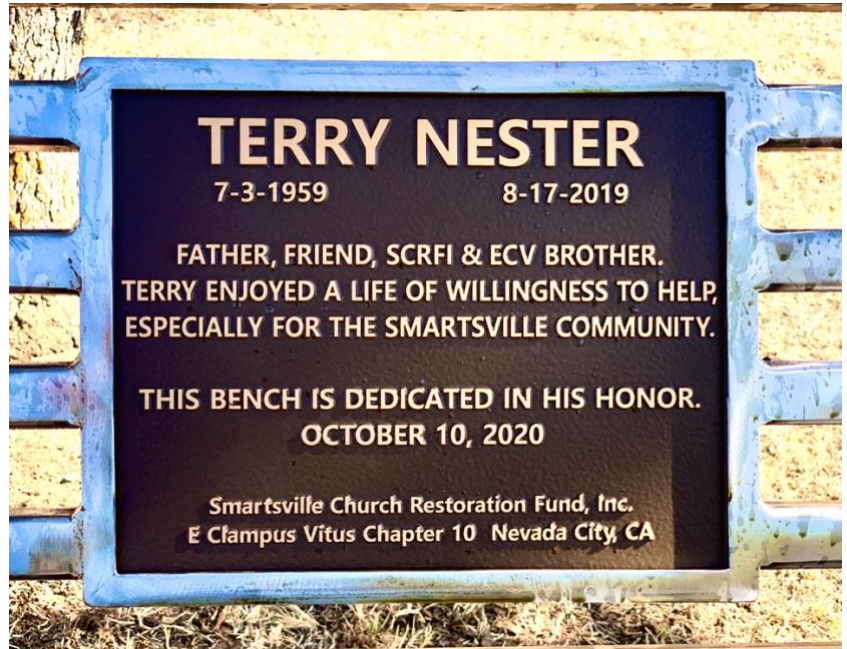 TERRY NESTER
7-3-1959 8-17-2019
FATHER, FRIEND, SCRFI & ECV BROTHER.
TERRY ENJOYED A LIFE OF WILLINGNESS TO HELP,
ESPECIALLY FOR THE SMARTSVILLE COMMUNITY.
THIS BENCH IS DEDICATED IN HIS HONOR.
OCTOBER 10, 2020
Smartsville Church Restoration Fund, Inc.
E Clampus Vitus Chapter 10 Nevada City, CA